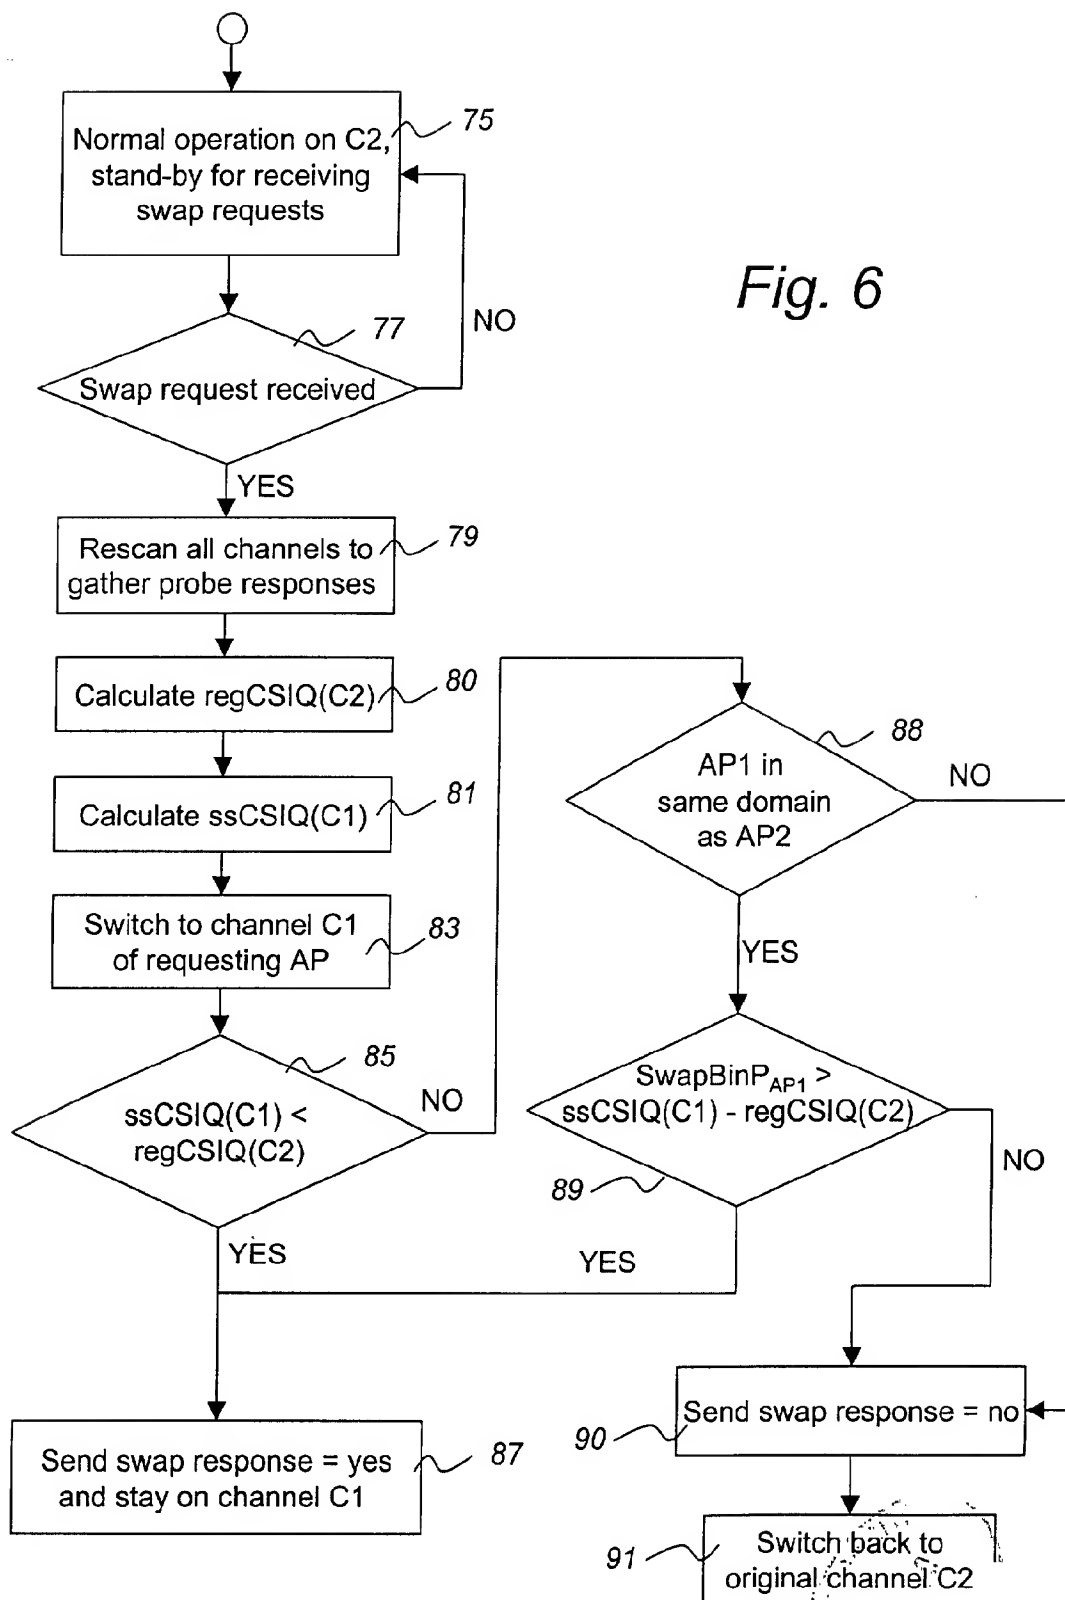 75
Normal operation on C2,
stand-by for receiving
swap requests
Fig. 6
NO
77
Swap request received
YES
79
Rescan all channels to
gather probe responses
80
Calculate regCSIQ(C2)
81
Calculate ssCSIQ(C1)
83
Switch to channel C1
of requesting AP
85
ssCSIQ(C1) <
regCSIQ(C2)
NO
YES
88
AP1 in
same domain
as AP2
NO
YES
SwapBinPAP1 >
ssCSIQ(C1) - regCSIQ(C2)
89
NO
YES
87
Send swap response = yes
and stay on channel C1
90
Send swap response = no
91
Switch back to
original channel C2